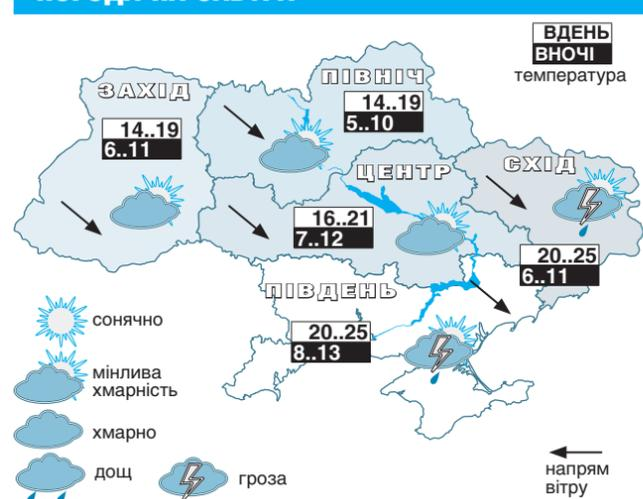 ВДЕНЬ
ВНОЧІ
температура
ЗАХІД
14..19
6..11
ПІВНІЧ
14..19
5..10
ЦЕНТР
16..21
7..12
СХІД
20..25
6..11
ПІВДЕНЬ
20..25
8..13
сонячно
мінлива
хмарність
хмарно
дощ
гроза
напрям
вітру